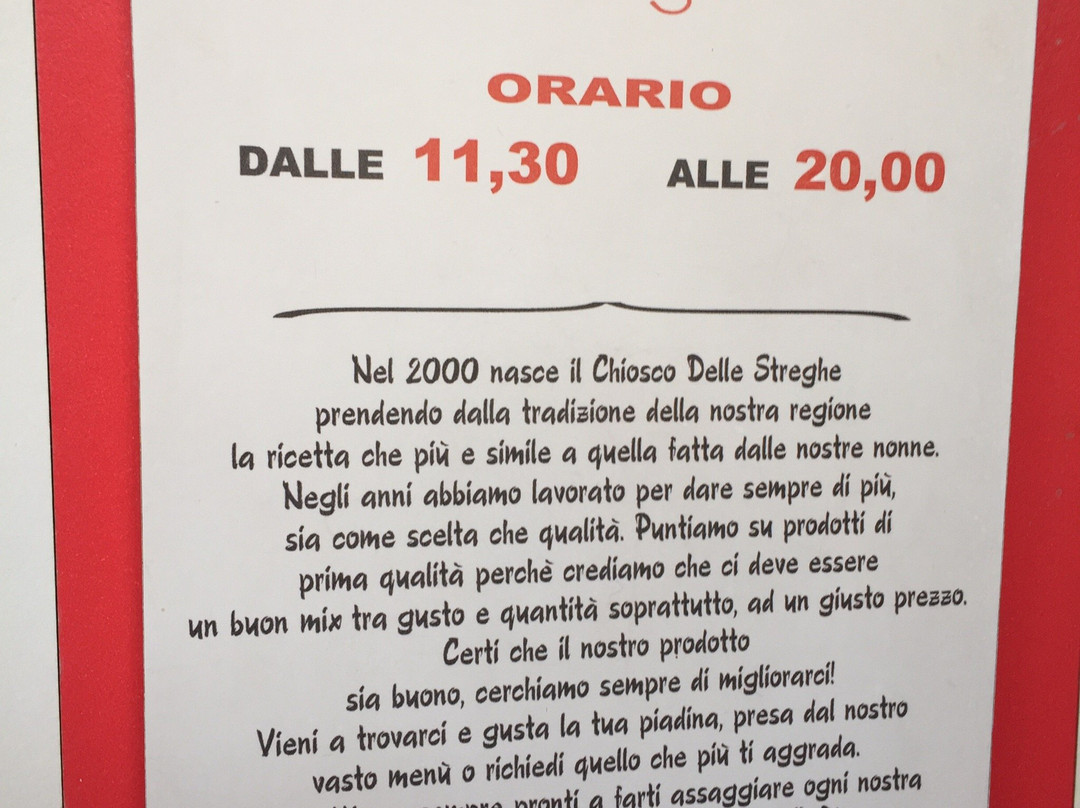 ORARIO
DALLE 11,30 ALLE 20,00
Nel 2000 nasce il Chiosco Delle Streghe
prendendo dalla tradizione della nostra regione
la ricetta che più e simile a quella fatta dalle nostre nonne.
Negli anni abbiamo lavorato per dare sempre di più,
sia come scelta che qualità. Puntiamo su prodotti di
prima qualità perchè crediamo che ci deve essere
un buon mix tra gusto e quantità soprattutto, ad un giusto prezzo.
Certi che il nostro prodotto
sia buono, cerchiamo sempre di migliorarci!
Vieni a trovarci e gusta la tua piadina, presa dal nostro
vasto menù o richiedi quello che più ti aggrada.
pronti a farti assaggiare ogni nostra